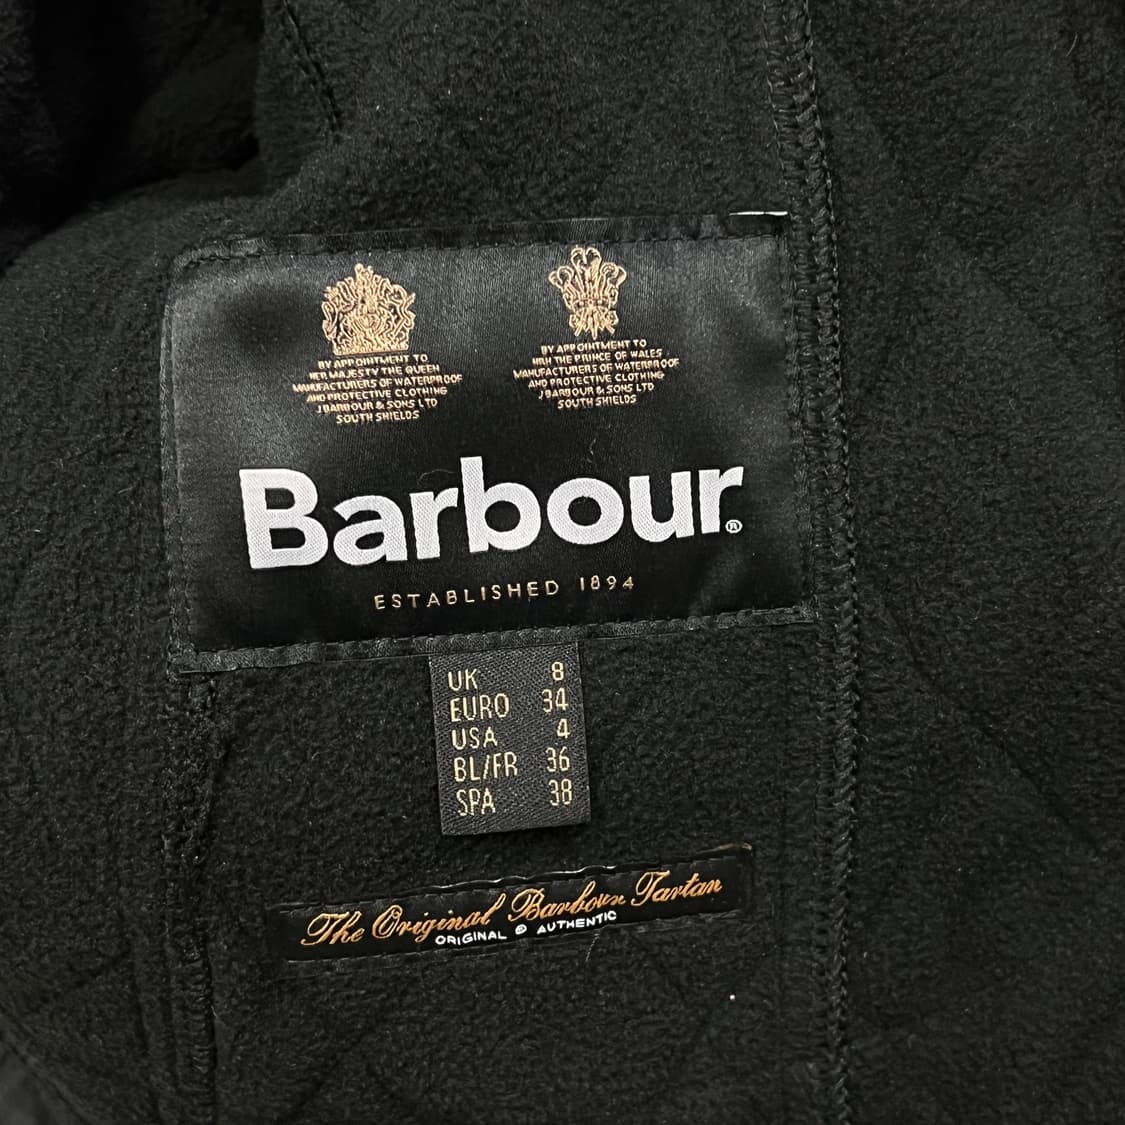 BY APPOINTMENT TO
HER MAJESTY THE QUEEN
MANUFACTURERS OF WATERPROOF
AND PROTECTIVE CLOTHING
J BARBOUR & SONS LTD
SOUTH SHIELDS
BY APPOINTMENT TO
HRH THE PRINCE OF WALES
MANUFACTURERS OF WATERPROOF
AND PROTECTIVE CLOTHING
J BARBOUR & SONS LTD
SOUTH SHIELDS
Barbour®
ESTABLISHED 1894
UK 8
EURO 34
USA 4
BL/FR 36
SPA 38
The Original Barbour Tartan
ORIGINAL & AUTHENTIC